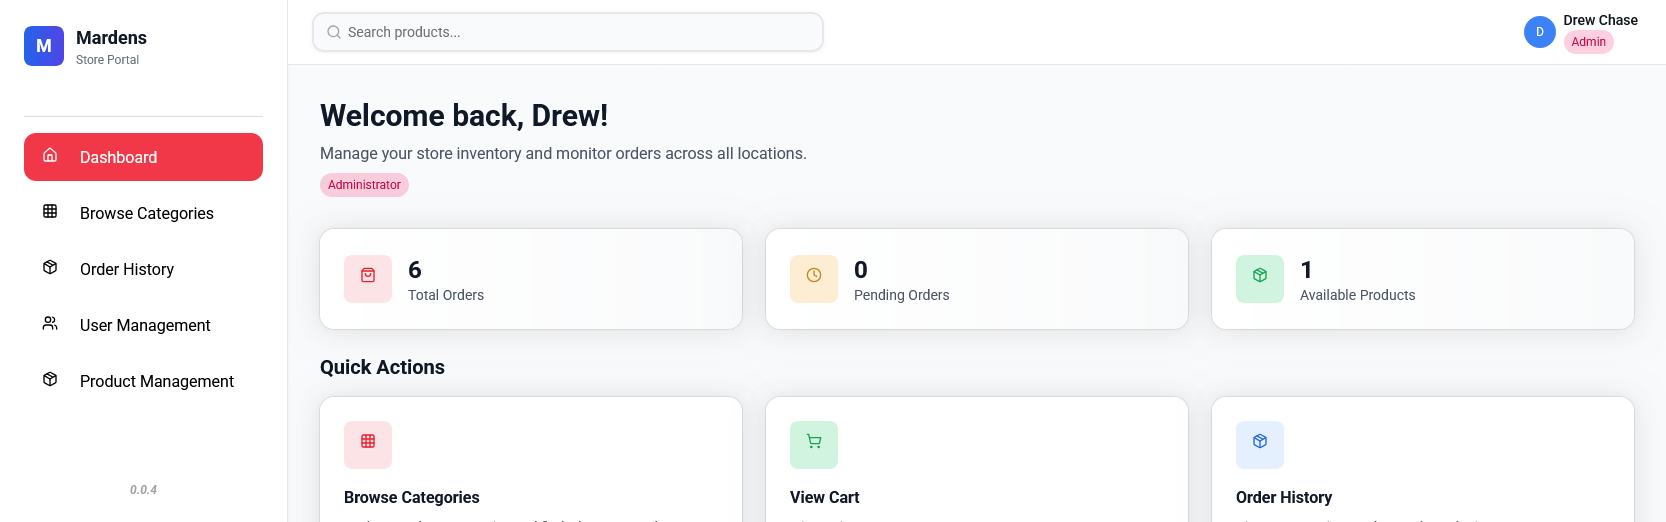 M
Mardens
Store Portal
Dashboard
Browse Categories
Order History
User Management
Product Management
0.0.4
Search products...
D
Drew Chase
Admin
Welcome back, Drew!
Manage your store inventory and monitor orders across all locations.
Administrator
6
Total Orders
0
Pending Orders
1
Available Products
Quick Actions
Browse Categories
View Cart
Order History